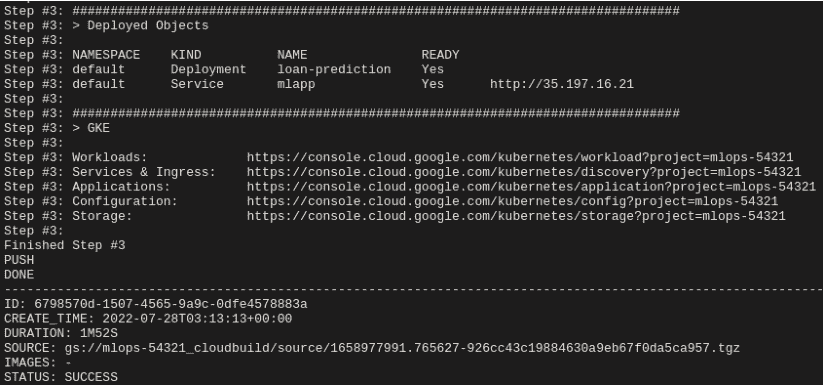 Step #3: ################################################################################
Step #3: > Deployed Objects
Step #3:
Step #3: NAMESPACE    KIND          NAME               READY
Step #3: default      Deployment    loan-prediction    Yes
Step #3: default      Service       mlapp              Yes      http://35.197.16.21
Step #3:
Step #3: ################################################################################
Step #3: > GKE
Step #3:
Step #3: Workloads:             https://console.cloud.google.com/kubernetes/workload?project=mlops-54321
Step #3: Services & Ingress:    https://console.cloud.google.com/kubernetes/discovery?project=mlops-54321
Step #3: Applications:          https://console.cloud.google.com/kubernetes/application?project=mlops-54321
Step #3: Configuration:         https://console.cloud.google.com/kubernetes/config?project=mlops-54321
Step #3: Storage:               https://console.cloud.google.com/kubernetes/storage?project=mlops-54321
Step #3:
Finished Step #3
PUSH
DONE
------------------------------------------------------------------------------------------------------------
ID: 6798570d-1507-4565-9a9c-0dfe4578883a
CREATE_TIME: 2022-07-28T03:13:13+00:00
DURATION: 1M52S
SOURCE: gs://mlops-54321_cloudbuild/source/1658977991.765627-926cc43c19884630a9eb67f0da5ca957.tgz
IMAGES: -
STATUS: SUCCESS